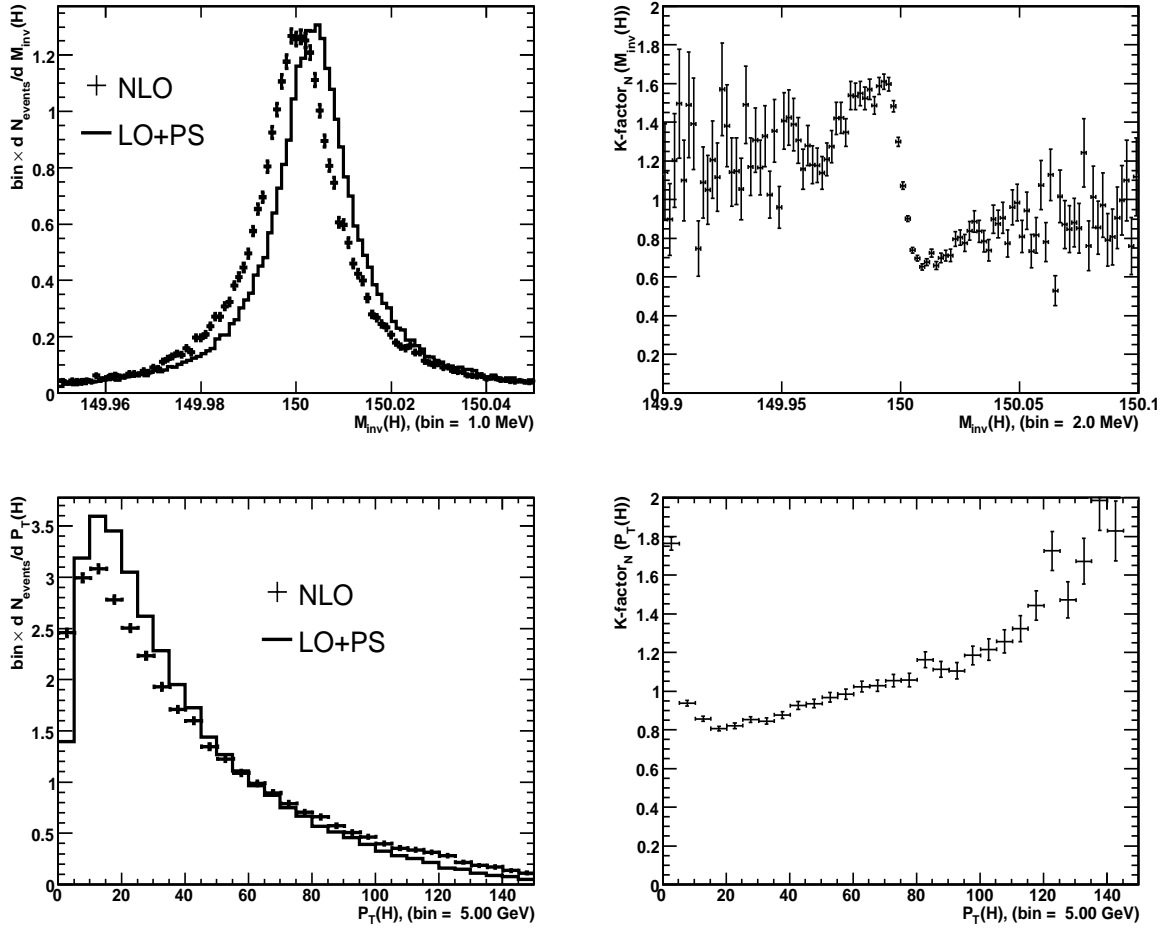 bin × d N_events/d M_inv(H)
1.2
1
0.8
0.6
0.4
0.2
0
NLO
LO+PS
149.96 149.98 150 150.02 150.04
M_inv(H), (bin = 1.0 MeV)
K-factor_N (M_inv(H))
2
1.8
1.6
1.4
1.2
1
0.8
0.6
0.4
0.2
0
149.9 149.95 150 150.05 150.1
M_inv(H), (bin = 2.0 MeV)
bin × d N_events/d P_T(H)
3.5
3
2.5
2
1.5
1
0.5
0
NLO
LO+PS
0 20 40 60 80 100 120 140
P_T(H), (bin = 5.00 GeV)
K-factor_N (P_T(H))
2
1.8
1.6
1.4
1.2
1
0.8
0.6
0.4
0.2
0
0 20 40 60 80 100 120 140
P_T(H), (bin = 5.00 GeV)